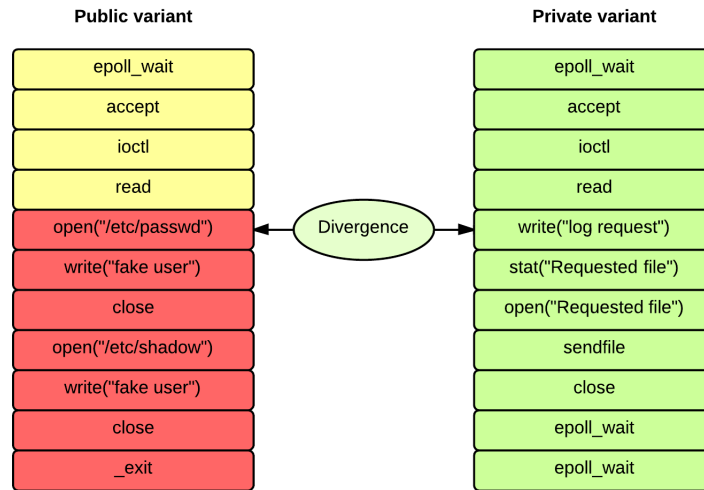 Public variant
epoll_wait
accept
ioctl
read
open("/etc/passwd")
write("fake user")
close
open("/etc/shadow")
write("fake user")
close
_exit
Divergence
Private variant
epoll_wait
accept
ioctl
read
write("log request")
stat("Requested file")
open("Requested file")
sendfile
close
epoll_wait
epoll_wait